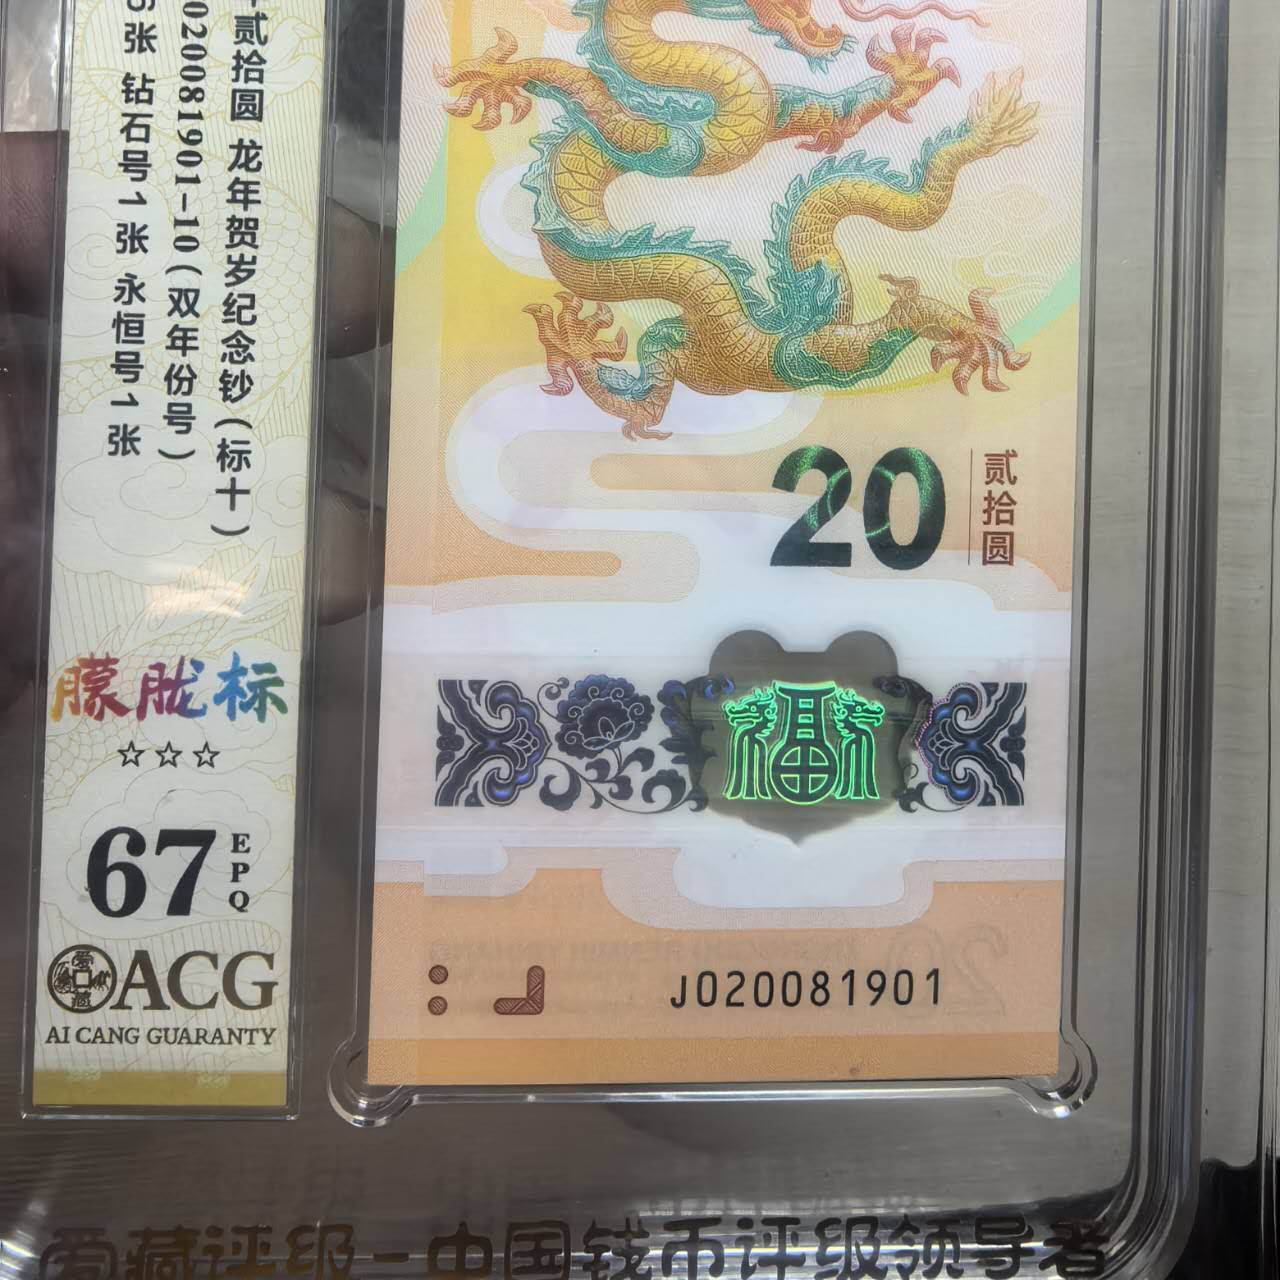 贰拾圆 龙年贺岁纪念钞(标十)
020081901-10(双年份号)
张 钻石号1张 永恒号1张
朦胧标
☆☆☆
67 EPQ
ACG
AI CANG GUARANTY
20 贰拾圆
福
J020081901
爱藏评级-中国钱币评级领导者